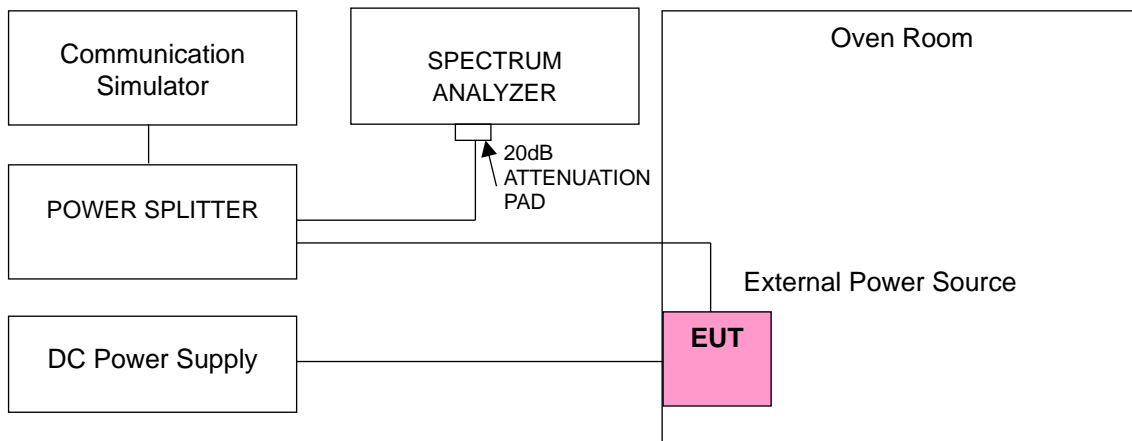 Communication
Simulator
SPECTRUM
ANALYZER
Oven Room
20dB
ATTENUATION
PAD
POWER SPLITTER
External Power Source
EUT
DC Power Supply